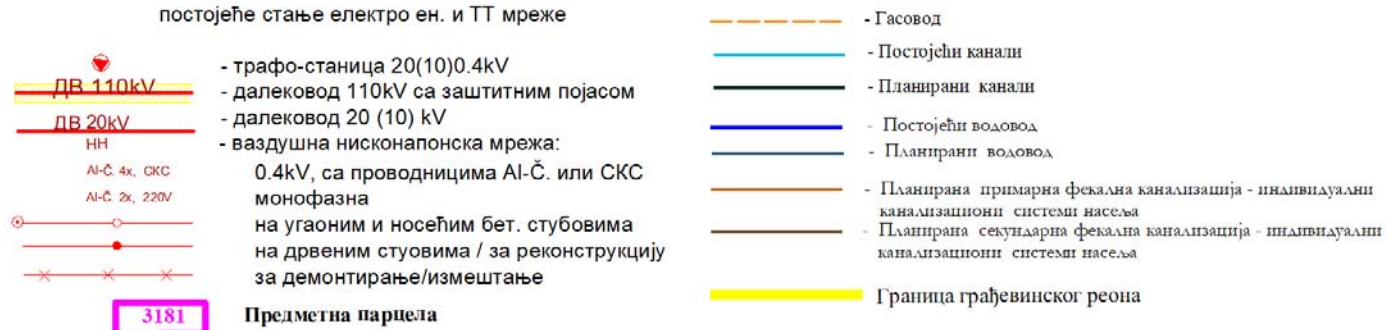 постојеће стање електро ен. и ТТ мреже
- трафо-станица 20(10)0.4kV
ДВ 110kV - далековод 110kV са заштитним појасом
ДВ 20kV - далековод 20 (10) kV
НН - ваздушна нисконапонска мрежа:
Al-Č. 4x, СКС 0.4kV, са проводницима Al-Č. или СКС
Al-Č. 2x, 220V монофазна
на угаоним и носећим бет. стубовима
на дрвеним стуовима / за реконструкцију
за демонтирање/измештање
3181 Предметна парцела
- Гасовод
- Постојећи канали
- Планирани канали
- Постојећи водовод
- Планирани водовод
- Планирана примарна фекална канализација - индивидуални
канализациони системи насеља
- Планирана секундарна фекална канализација - индивидуални
канализациони системи насеља
Граница грађевинског реона